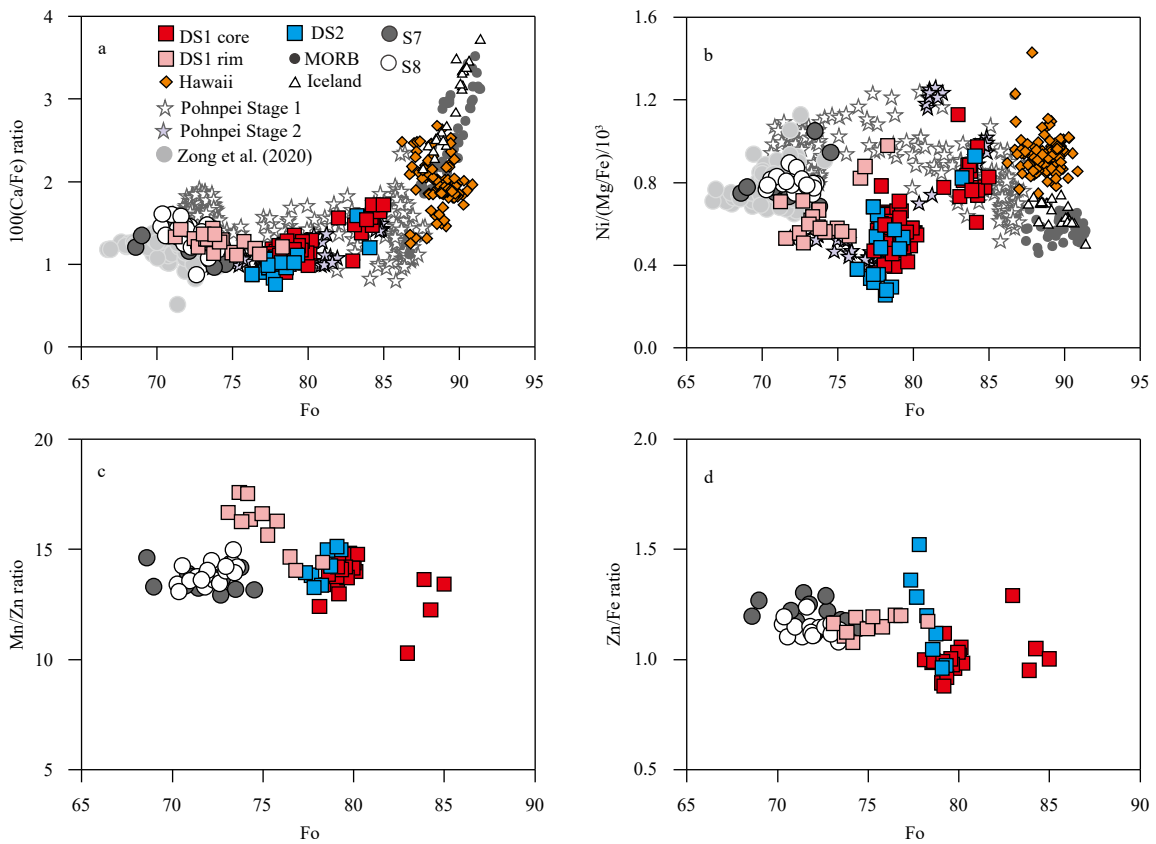 4
3
2
1
0
100(Ca/Fe) ratio
a
DS1 core
DS2
S7
DS1 rim
MORB
S8
Hawaii
Iceland
Pohnpei Stage 1
Pohnpei Stage 2
Zong et al. (2020)
65 70 75 80 85 90 95
Fo
1.6
1.2
0.8
0.4
0.0
Ni/(Mg/Fe)/10³
b
65 70 75 80 85 90 95
Fo
20
15
10
5
Mn/Zn ratio
c
65 70 75 80 85 90
Fo
2.0
1.5
1.0
0.5
Zn/Fe ratio
d
65 70 75 80 85 90
Fo